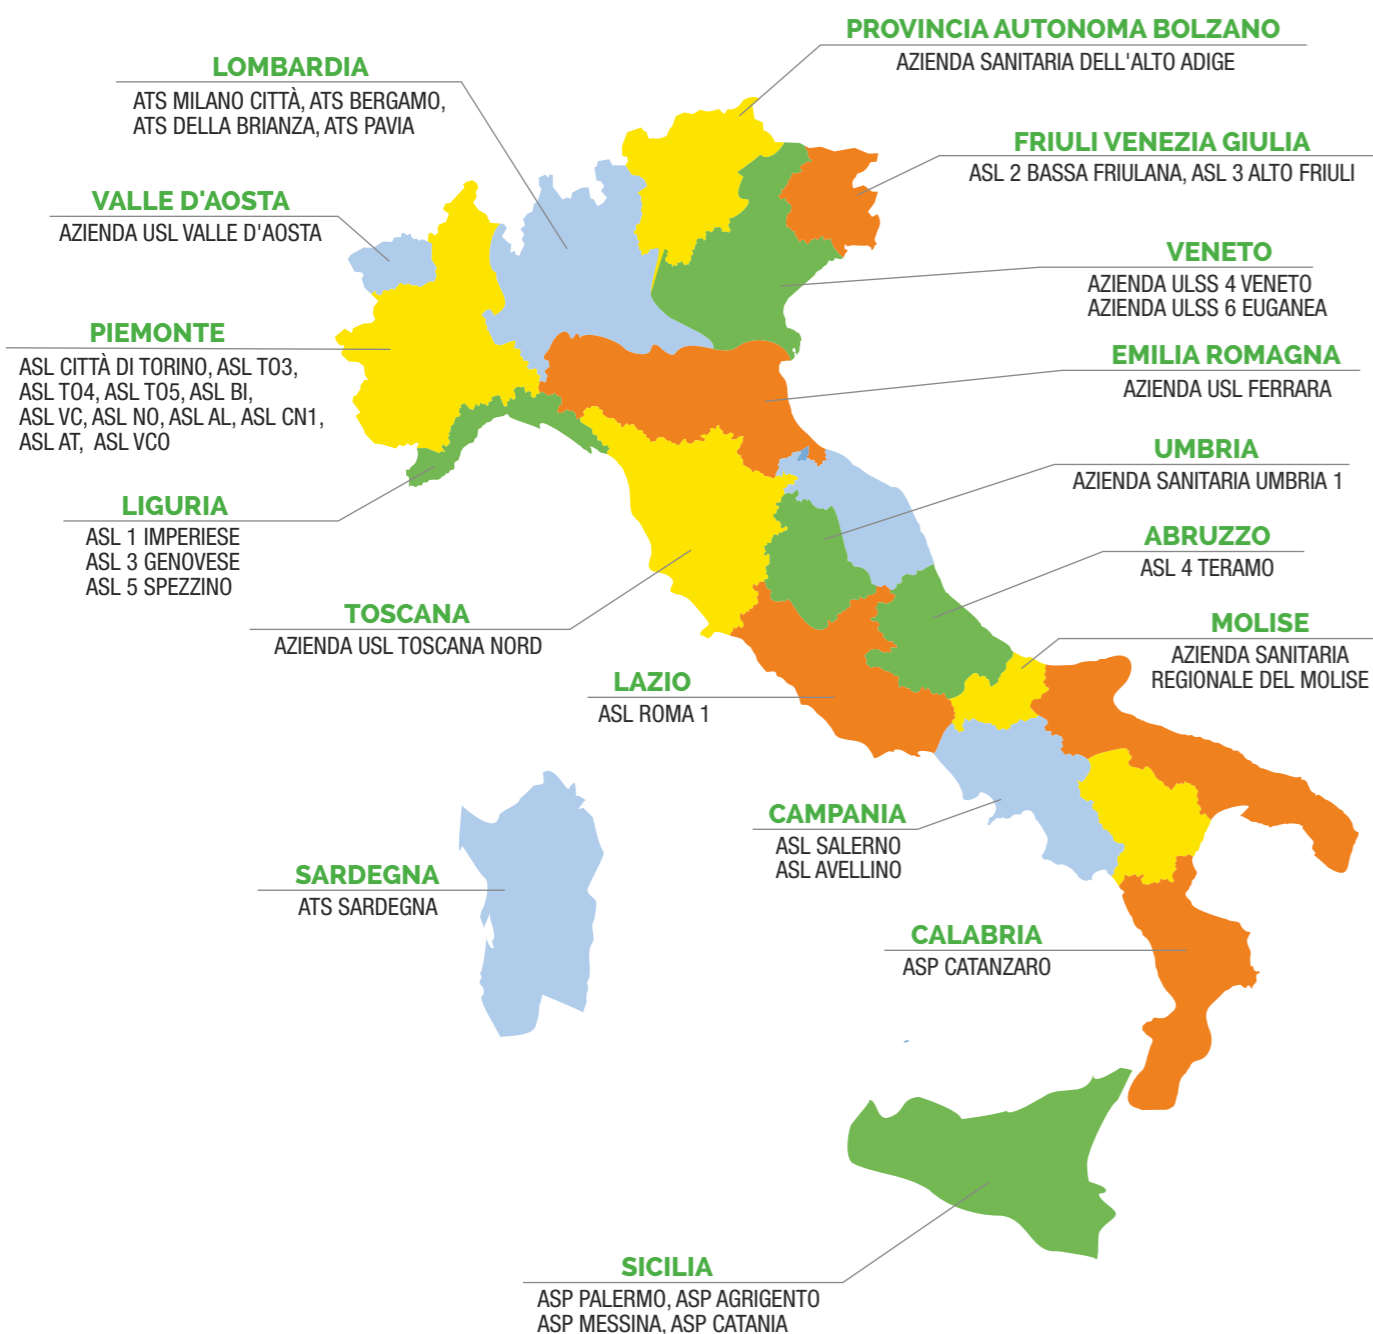 PROVINCIA AUTONOMA BOLZANO
AZIENDA SANITARIA DELL'ALTO ADIGE
LOMBARDIA
ATS MILANO CITTÀ, ATS BERGAMO,
ATS DELLA BRIANZA, ATS PAVIA
FRIULI VENEZIA GIULIA
ASL 2 BASSA FRIULANA, ASL 3 ALTO FRIULI
VALLE D'AOSTA
AZIENDA USL VALLE D'AOSTA
VENETO
AZIENDA ULSS 4 VENETO
AZIENDA ULSS 6 EUGANEA
PIEMONTE
ASL CITTÀ DI TORINO, ASL TO3,
ASL TO4, ASL TO5, ASL BI,
ASL VC, ASL NO, ASL AL, ASL CN1,
ASL AT, ASL VCO
EMILIA ROMAGNA
AZIENDA USL FERRARA
UMBRIA
AZIENDA SANITARIA UMBRIA 1
LIGURIA
ASL 1 IMPERIESE
ASL 3 GENOVESE
ASL 5 SPEZZINO
ABRUZZO
ASL 4 TERAMO
TOSCANA
AZIENDA USL TOSCANA NORD
MOLISE
AZIENDA SANITARIA
REGIONALE DEL MOLISE
LAZIO
ASL ROMA 1
CAMPANIA
ASL SALERNO
ASL AVELLINO
SARDEGNA
ATS SARDEGNA
CALABRIA
ASP CATANZARO
SICILIA
ASP PALERMO, ASP AGRIGENTO
ASP MESSINA, ASP CATANIA